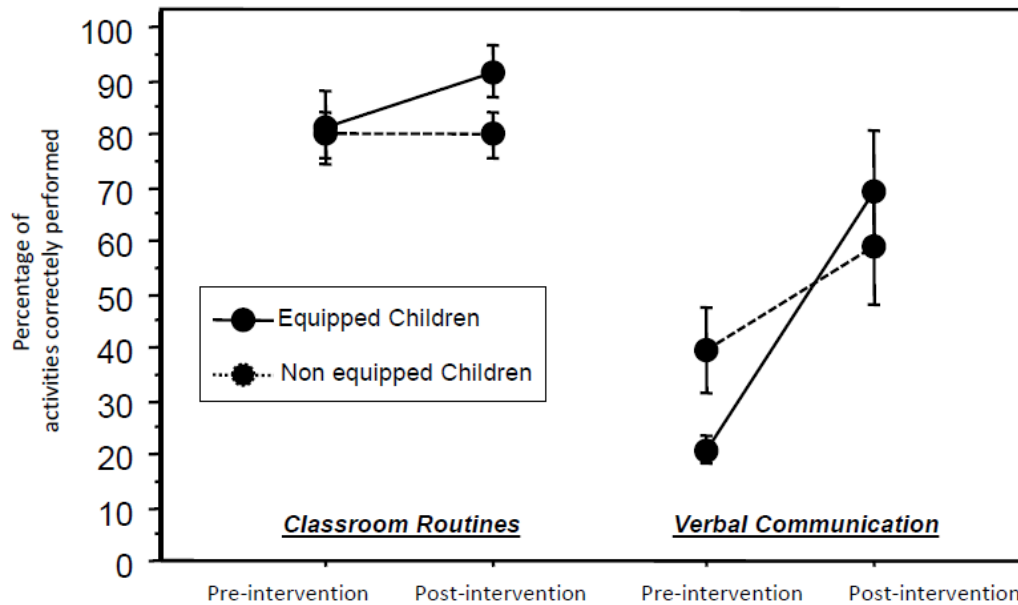 100
90
80
70
60
50
40
30
20
10
0
Percentage of
activities correctely performed
Equipped Children
Non equipped Children
Classroom Routines
Verbal Communication
Pre-intervention
Post-intervention
Pre-intervention
Post-intervention